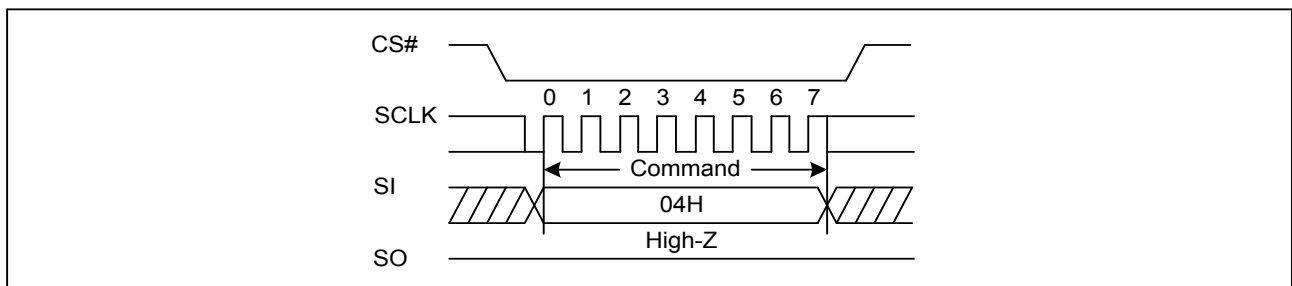 CS#
0 1 2 3 4 5 6 7
SCLK
Command
SI
04H
High-Z
SO